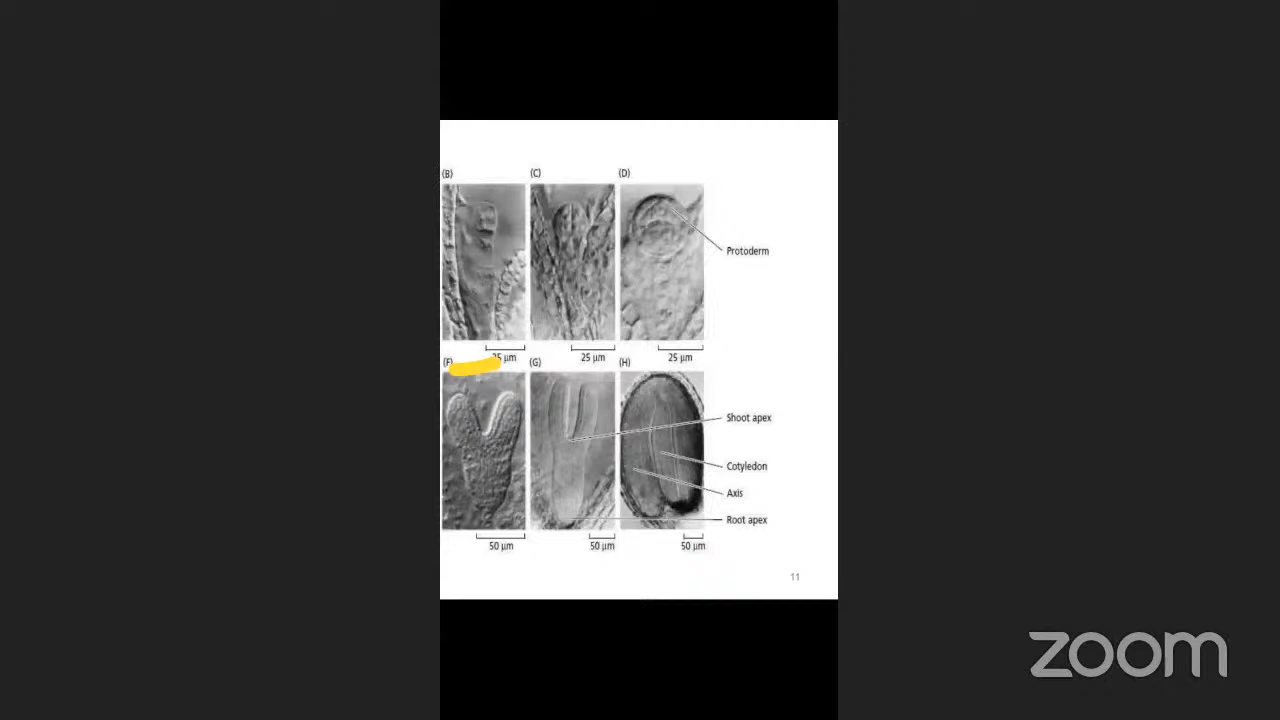 (B) (C) (D)
Protoderm
25 µm 25 µm 25 µm
(F) (G) (H)
Shoot apex
Cotyledon
Axis
Root apex
50 µm 50 µm 50 µm
11
zoom